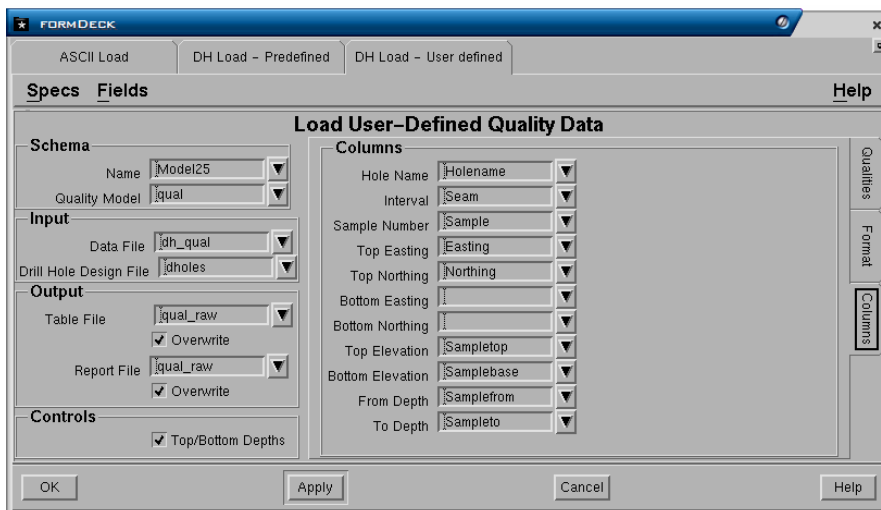 FORMDECK
ASCII Load
DH Load - Predefined
DH Load - User defined
Specs Fields Help
Load User-Defined Quality Data
Schema
Name Model25
Quality Model qual
Input
Data File dh_qual
Drill Hole Design File dholes
Output
Table File qual_raw
Overwrite
Report File qual_raw
Overwrite
Controls
Top/Bottom Depths
Columns
Hole Name Holename
Interval Seam
Sample Number Sample
Top Easting Easting
Top Northing Northing
Bottom Easting
Bottom Northing
Top Elevation Sampletop
Bottom Elevation Samplebase
From Depth Samplefrom
To Depth Sampleto
Qualities
Format
Columns
OK Apply Cancel Help